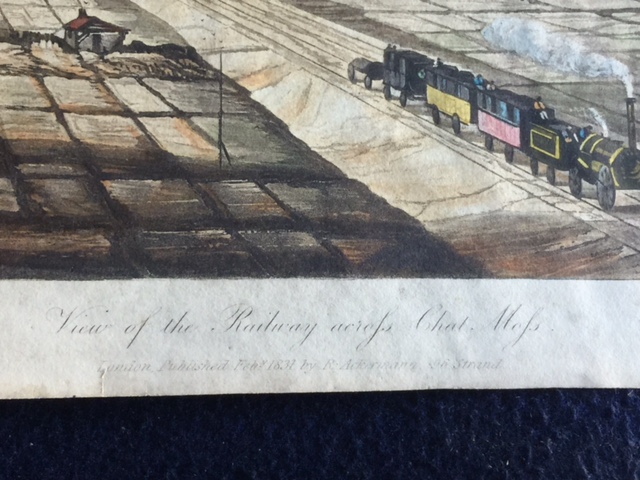 View of the Railway acroſs Chat Moſs.
London Published Feby. 1831, by R. Ackermann, 96 Strand.